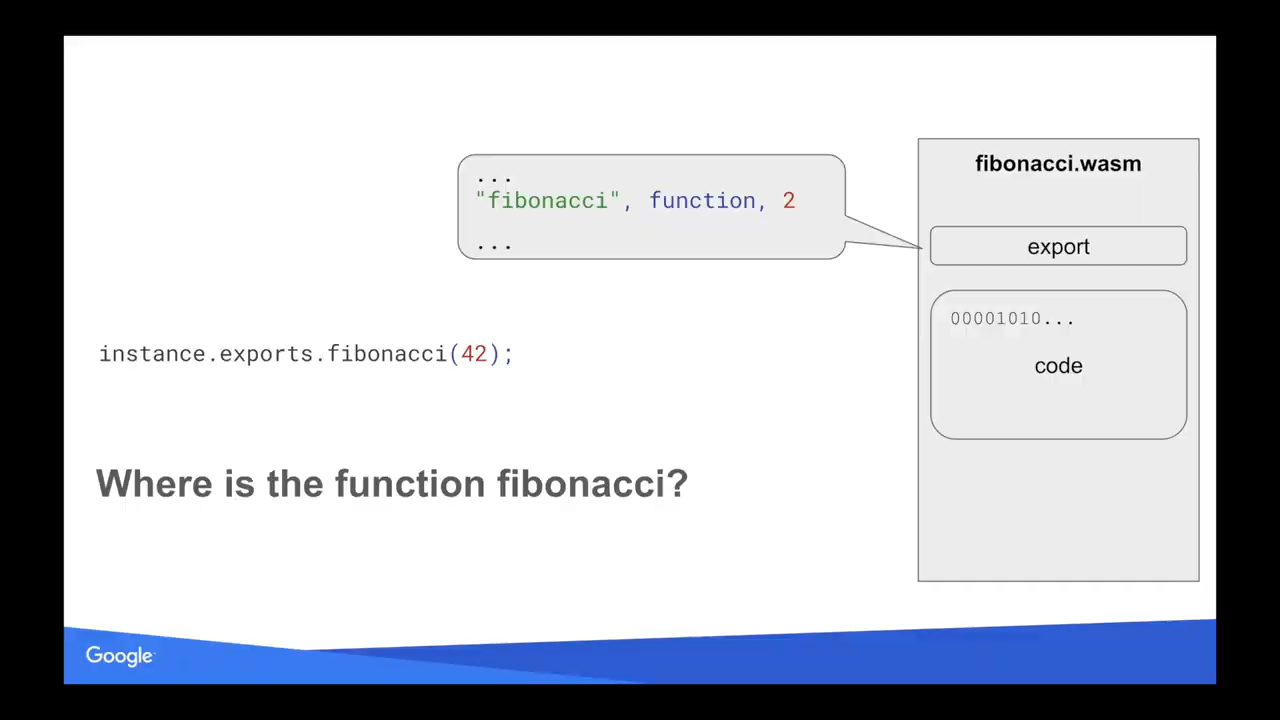 ...
"fibonacci", function, 2
...
fibonacci.wasm
export
00001010...
code
instance.exports.fibonacci(42);
Where is the function fibonacci?
Google